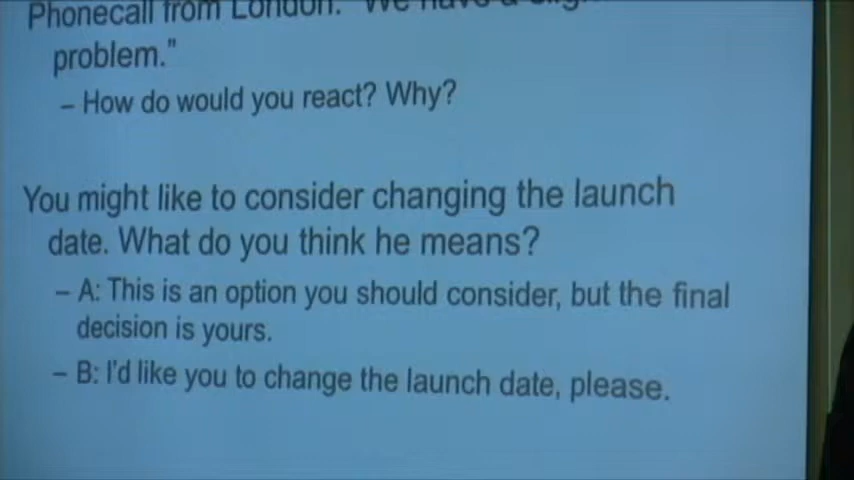 Phonecall from London. "We have a
problem."
– How do would you react? Why?
You might like to consider changing the launch
date. What do you think he means?
– A: This is an option you should consider, but the final
decision is yours.
– B: I'd like you to change the launch date, please.